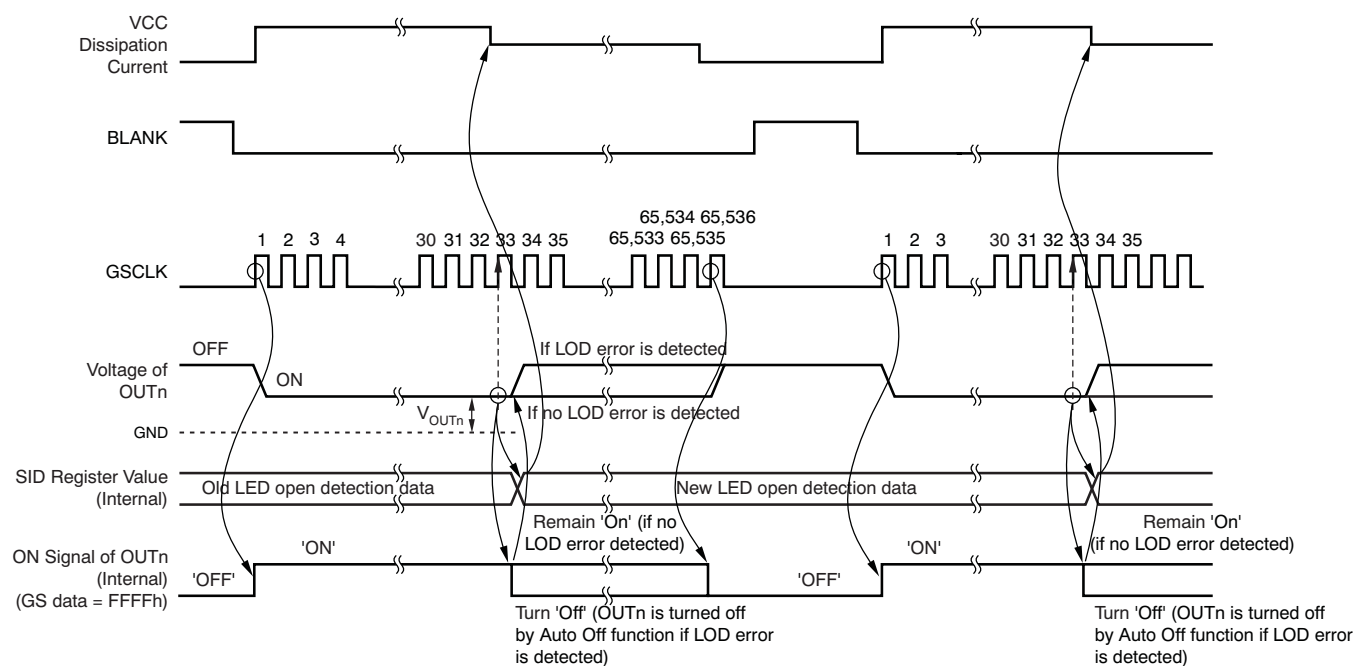 VCC
Dissipation
Current
BLANK
65,534 65,536
1 2 3 4 30 31 32 33 34 35 65,533 65,535 1 2 3 30 31 32 33 34 35
GSCLK
OFF
If LOD error is detected
Voltage of
OUTn
ON
VOUTn
If no LOD error is detected
GND
SID Register Value
(Internal)
Old LED open detection data
New LED open detection data
Remain 'On' (if no
LOD error detected)
Remain 'On'
(if no LOD error detected)
ON Signal of OUTn
(Internal)
(GS data = FFFFh)
'OFF'
'ON'
'OFF'
'ON'
Turn 'Off' (OUTn is turned off
by Auto Off function if LOD error
is detected)
Turn 'Off' (OUTn is turned off
by Auto Off function if LOD error
is detected)